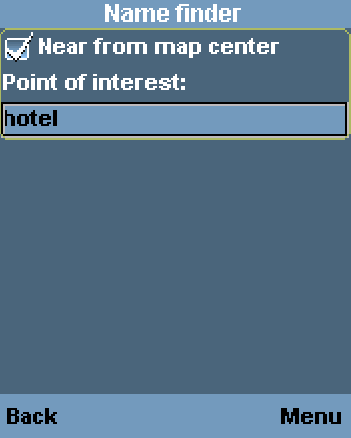 Name finder
Near from map center
Point of interest:
hotel
Back
Menu